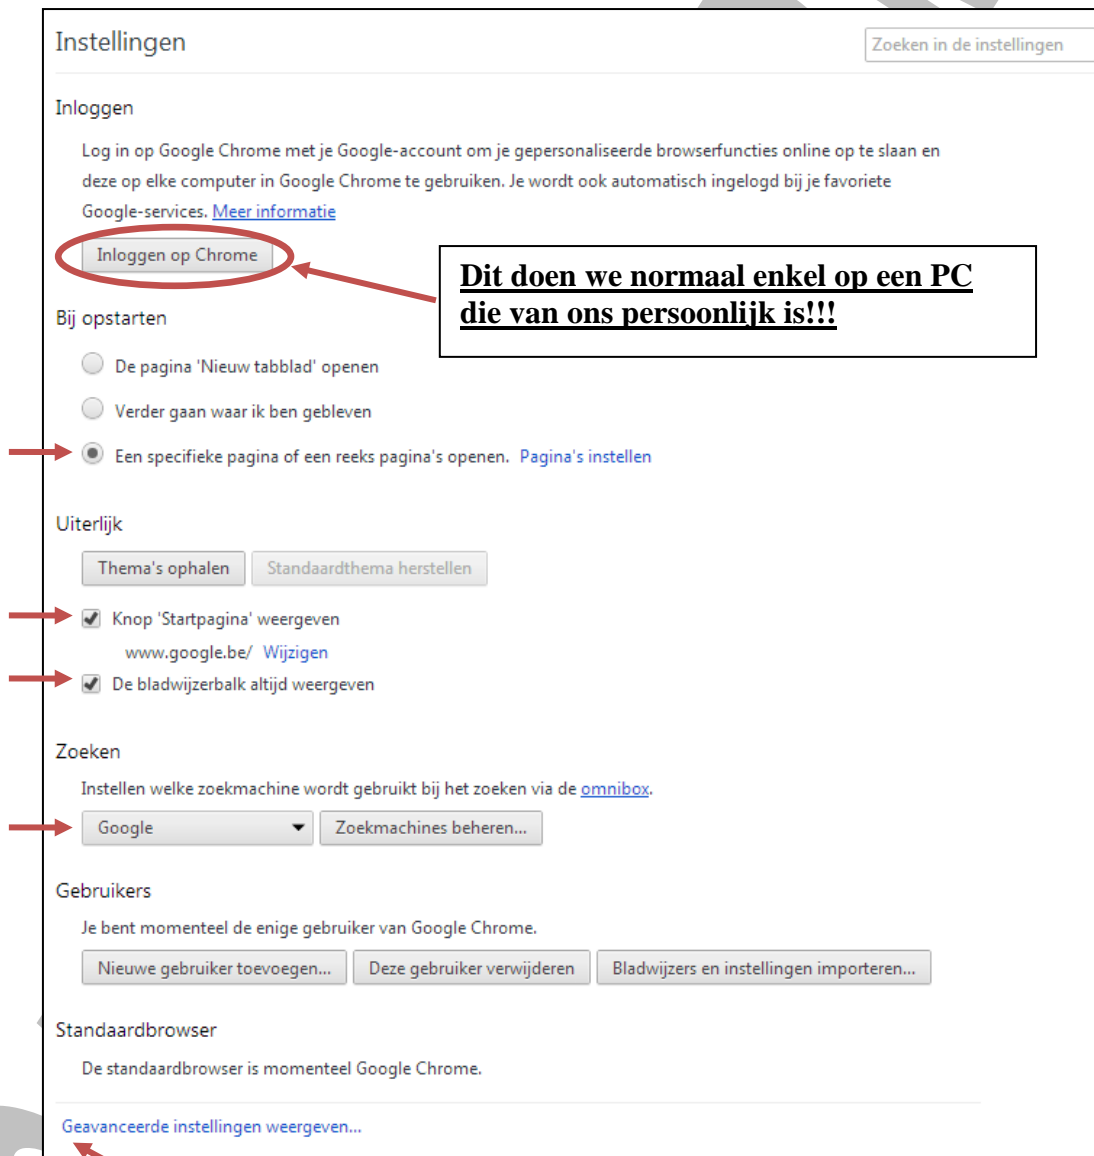 Instellingen
Zoeken in de instellingen
Inloggen
Log in op Google Chrome met je Google-account om je gepersonaliseerde browserfuncties online op te slaan en
deze op elke computer in Google Chrome te gebruiken. Je wordt ook automatisch ingelogd bij je favoriete
Google-services. Meer informatie
Inloggen op Chrome
Dit doen we normaal enkel op een PC
die van ons persoonlijk is!!!
Bij opstarten
De pagina 'Nieuw tabblad' openen
Verder gaan waar ik ben gebleven
Een specifieke pagina of een reeks pagina's openen. Pagina's instellen
Uiterlijk
Thema's ophalen Standaardthema herstellen
Knop 'Startpagina' weergeven
www.google.be/ Wijzigen
De bladwijzerbalk altijd weergeven
Zoeken
Instellen welke zoekmachine wordt gebruikt bij het zoeken via de omnibox.
Google Zoekmachines beheren...
Gebruikers
Je bent momenteel de enige gebruiker van Google Chrome.
Nieuwe gebruiker toevoegen... Deze gebruiker verwijderen Bladwijzers en instellingen importeren...
Standaardbrowser
De standaardbrowser is momenteel Google Chrome.
Geavanceerde instellingen weergeven...